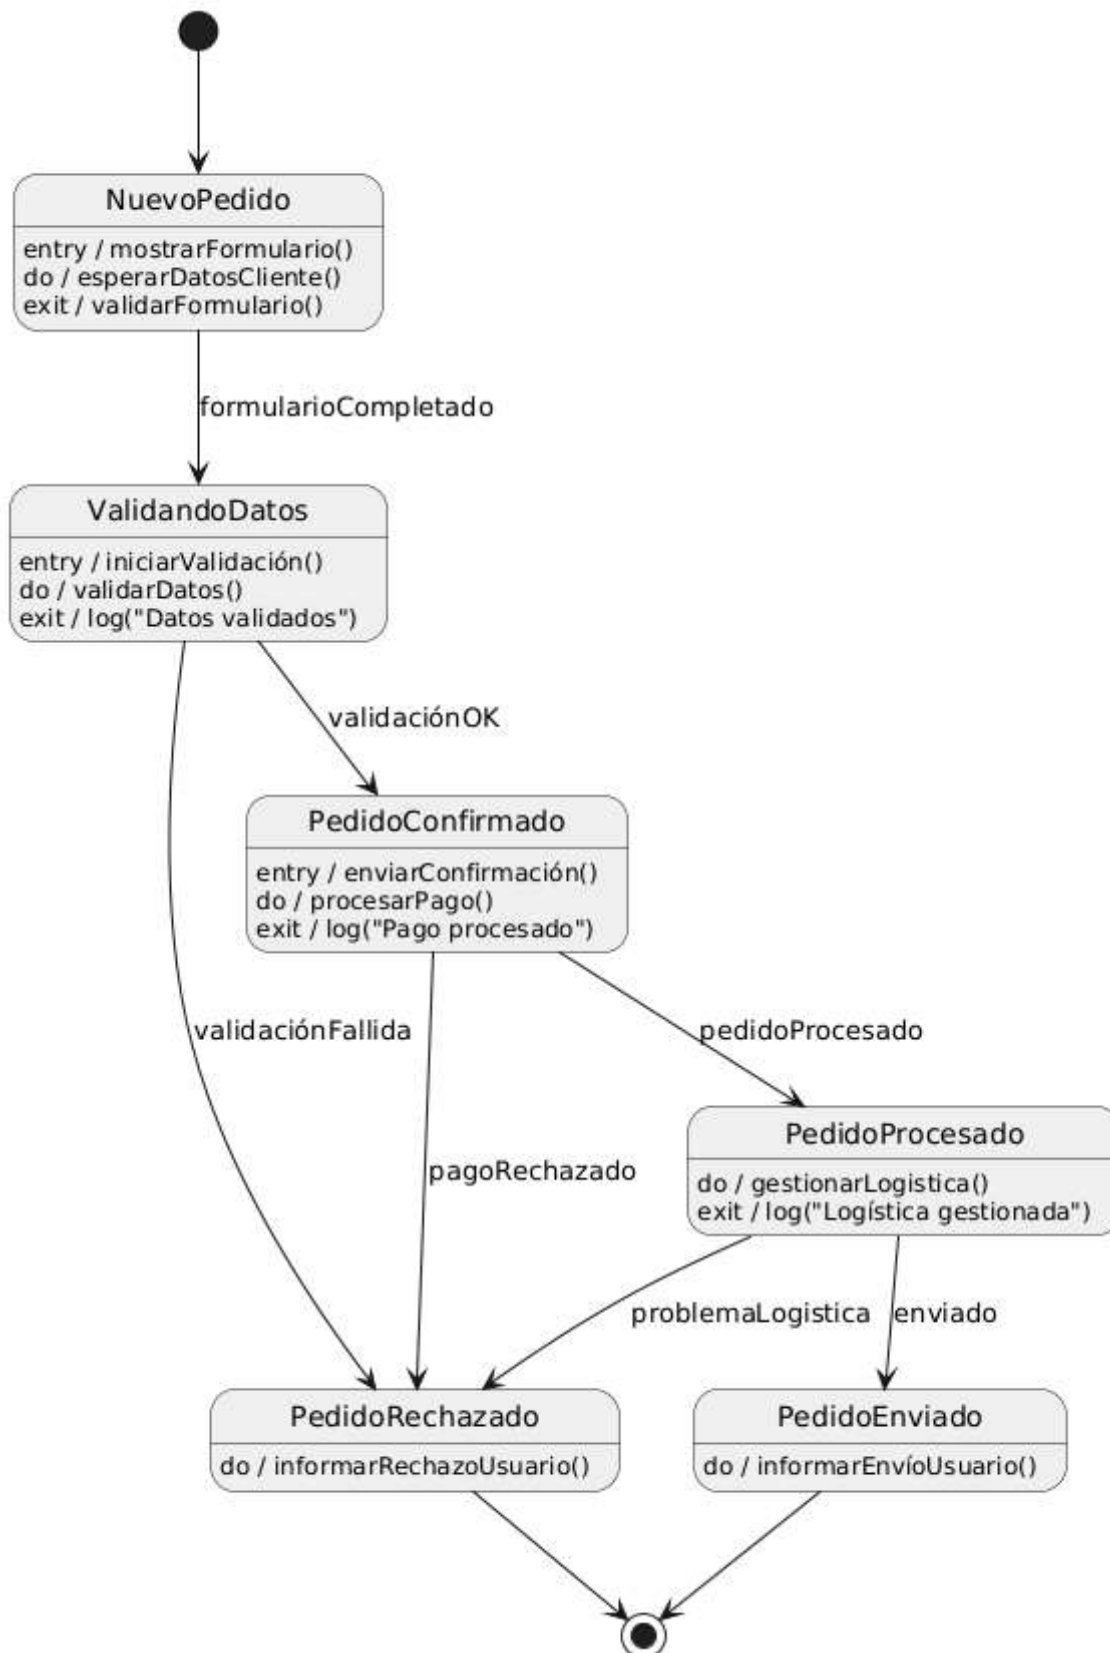 NuevoPedido
entry / mostrarFormulario()
do / esperarDatosCliente()
exit / validarFormulario()
formularioCompletado
ValidandoDatos
entry / iniciarValidación()
do / validarDatos()
exit / log("Datos validados")
validaciónOK
PedidoConfirmado
entry / enviarConfirmación()
do / procesarPago()
exit / log("Pago procesado")
validaciónFallida
pedidoProcesado
pagoRechazado
PedidoProcesado
do / gestionarLogistica()
exit / log("Logística gestionada")
problemaLogistica
enviado
PedidoRechazado
do / informarRechazoUsuario()
PedidoEnviado
do / informarEnvíoUsuario()